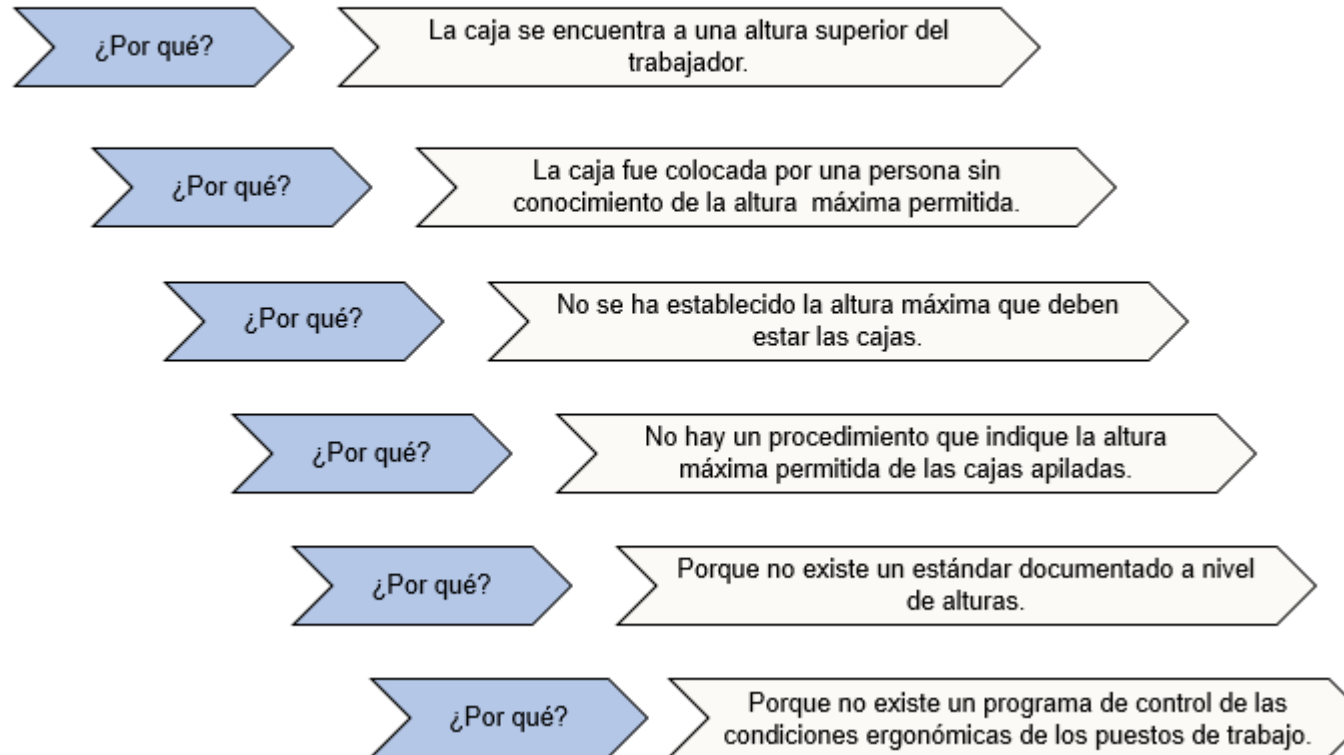 ¿Por qué?
La caja se encuentra a una altura superior del
trabajador.
¿Por qué?
La caja fue colocada por una persona sin
conocimiento de la altura máxima permitida.
¿Por qué?
No se ha establecido la altura máxima que deben
estar las cajas.
¿Por qué?
No hay un procedimiento que indique la altura
máxima permitida de las cajas apiladas.
¿Por qué?
Porque no existe un estándar documentado a nivel
de alturas.
¿Por qué?
Porque no existe un programa de control de las
condiciones ergonómicas de los puestos de trabajo.